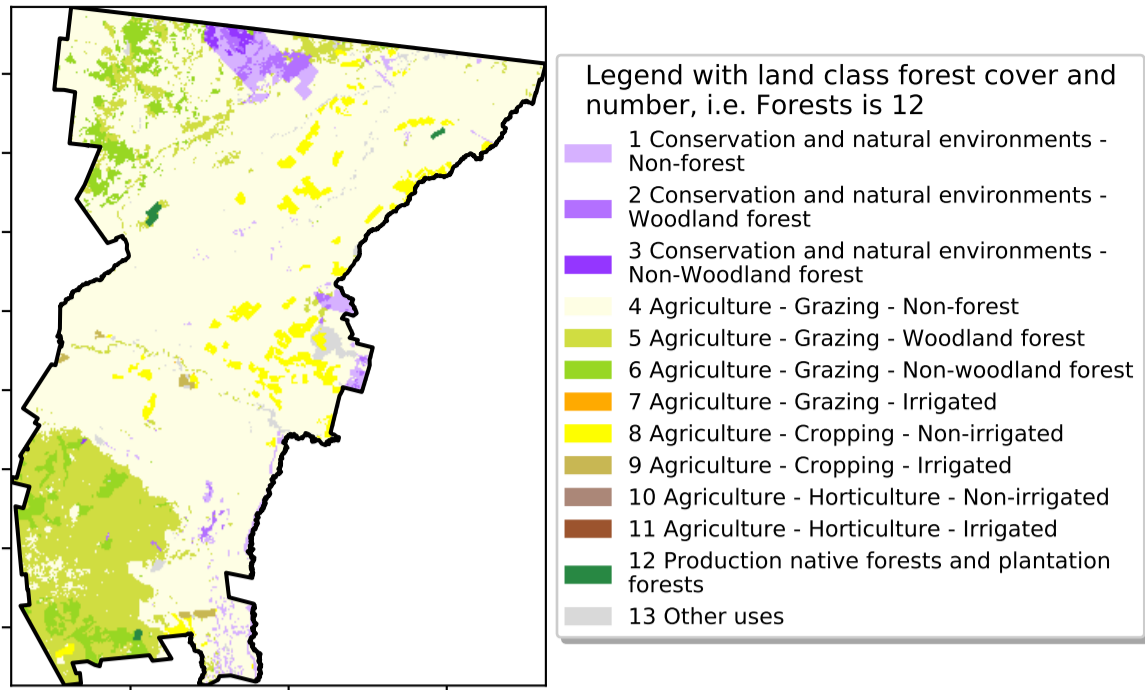 Legend with land class forest cover and
number, i.e. Forests is 12
1 Conservation and natural environments -
Non-forest
2 Conservation and natural environments -
Woodland forest
3 Conservation and natural environments -
Non-Woodland forest
4 Agriculture - Grazing - Non-forest
5 Agriculture - Grazing - Woodland forest
6 Agriculture - Grazing - Non-woodland forest
7 Agriculture - Grazing - Irrigated
8 Agriculture - Cropping - Non-irrigated
9 Agriculture - Cropping - Irrigated
10 Agriculture - Horticulture - Non-irrigated
11 Agriculture - Horticulture - Irrigated
12 Production native forests and plantation
forests
13 Other uses